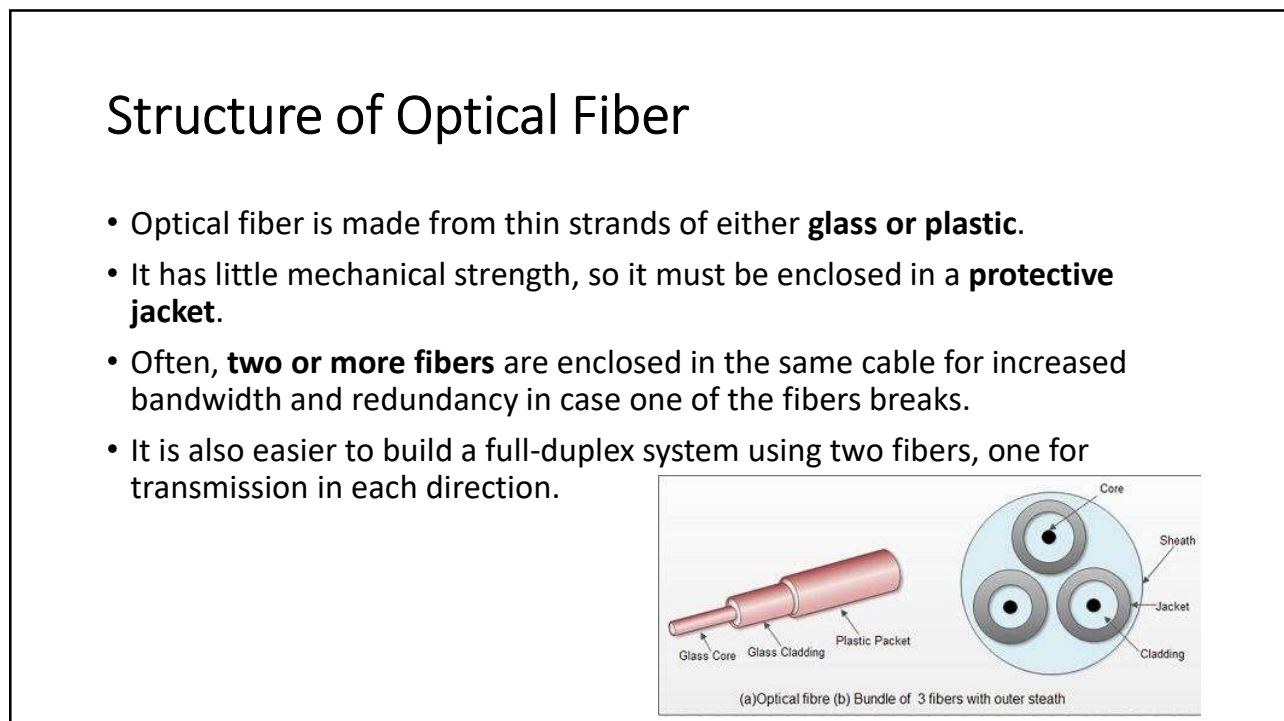 Structure of Optical Fiber
• Optical fiber is made from thin strands of either glass or plastic.
• It has little mechanical strength, so it must be enclosed in a protective
jacket.
• Often, two or more fibers are enclosed in the same cable for increased
bandwidth and redundancy in case one of the fibers breaks.
• It is also easier to build a full-duplex system using two fibers, one for
transmission in each direction.
Glass Core
Glass Cladding
Plastic Packet
Core
Sheath
Jacket
Cladding
(a)Optical fibre (b) Bundle of 3 fibers with outer steath